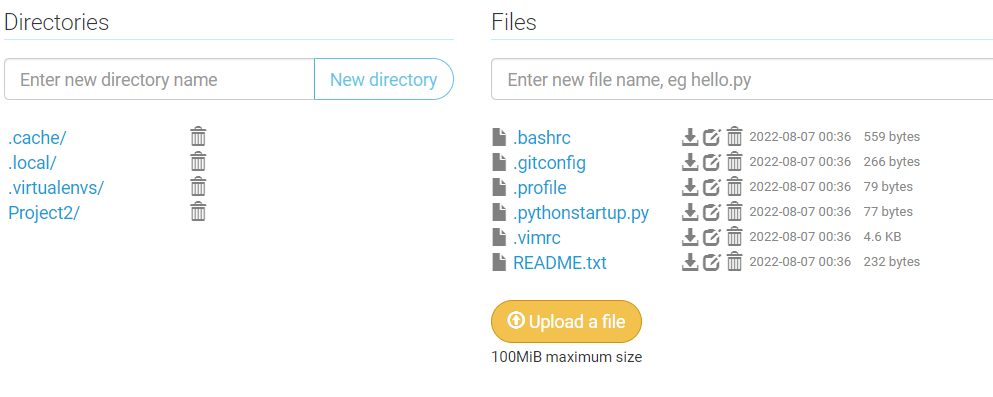 Directories
Enter new directory name New directory
.cache/
.local/
.virtualenvs/
Project2/
Files
Enter new file name, eg hello.py
.bashrc 2022-08-07 00:36 559 bytes
.gitconfig 2022-08-07 00:36 266 bytes
.profile 2022-08-07 00:36 79 bytes
.pythonstartup.py 2022-08-07 00:36 77 bytes
.vimrc 2022-08-07 00:36 4.6 KB
README.txt 2022-08-07 00:36 232 bytes
Upload a file
100MiB maximum size